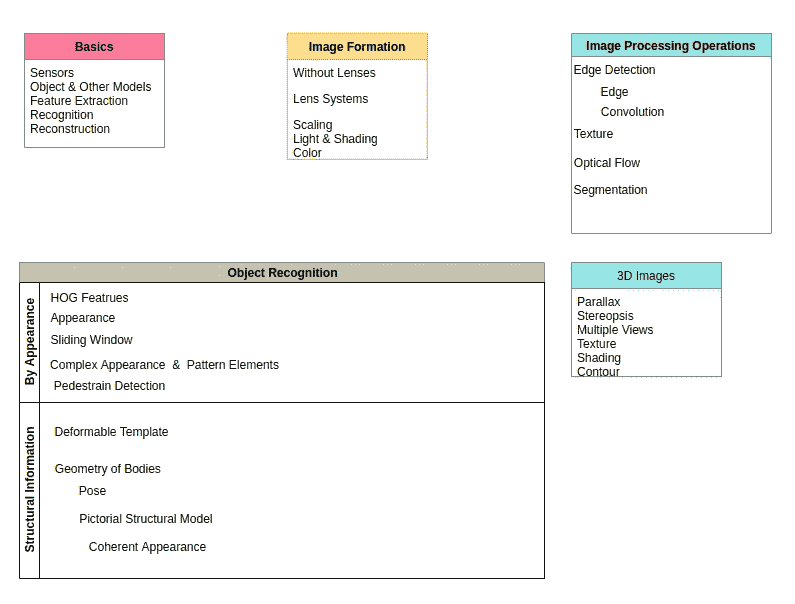 Basics
Sensors
Object & Other Models
Feature Extraction
Recognition
Reconstruction
Image Formation
Without Lenses
Lens Systems
Scaling
Light & Shading
Color
Image Processing Operations
Edge Detection
Edge
Convolution
Texture
Optical Flow
Segmentation
Object Recognition
By Appearance
HOG Featrues
Appearance
Sliding Window
Complex Appearance & Pattern Elements
Pedestrain Detection
Structural Information
Deformable Template
Geometry of Bodies
Pose
Pictorial Structural Model
Coherent Appearance
3D Images
Parallax
Stereopsis
Multiple Views
Texture
Shading
Contour